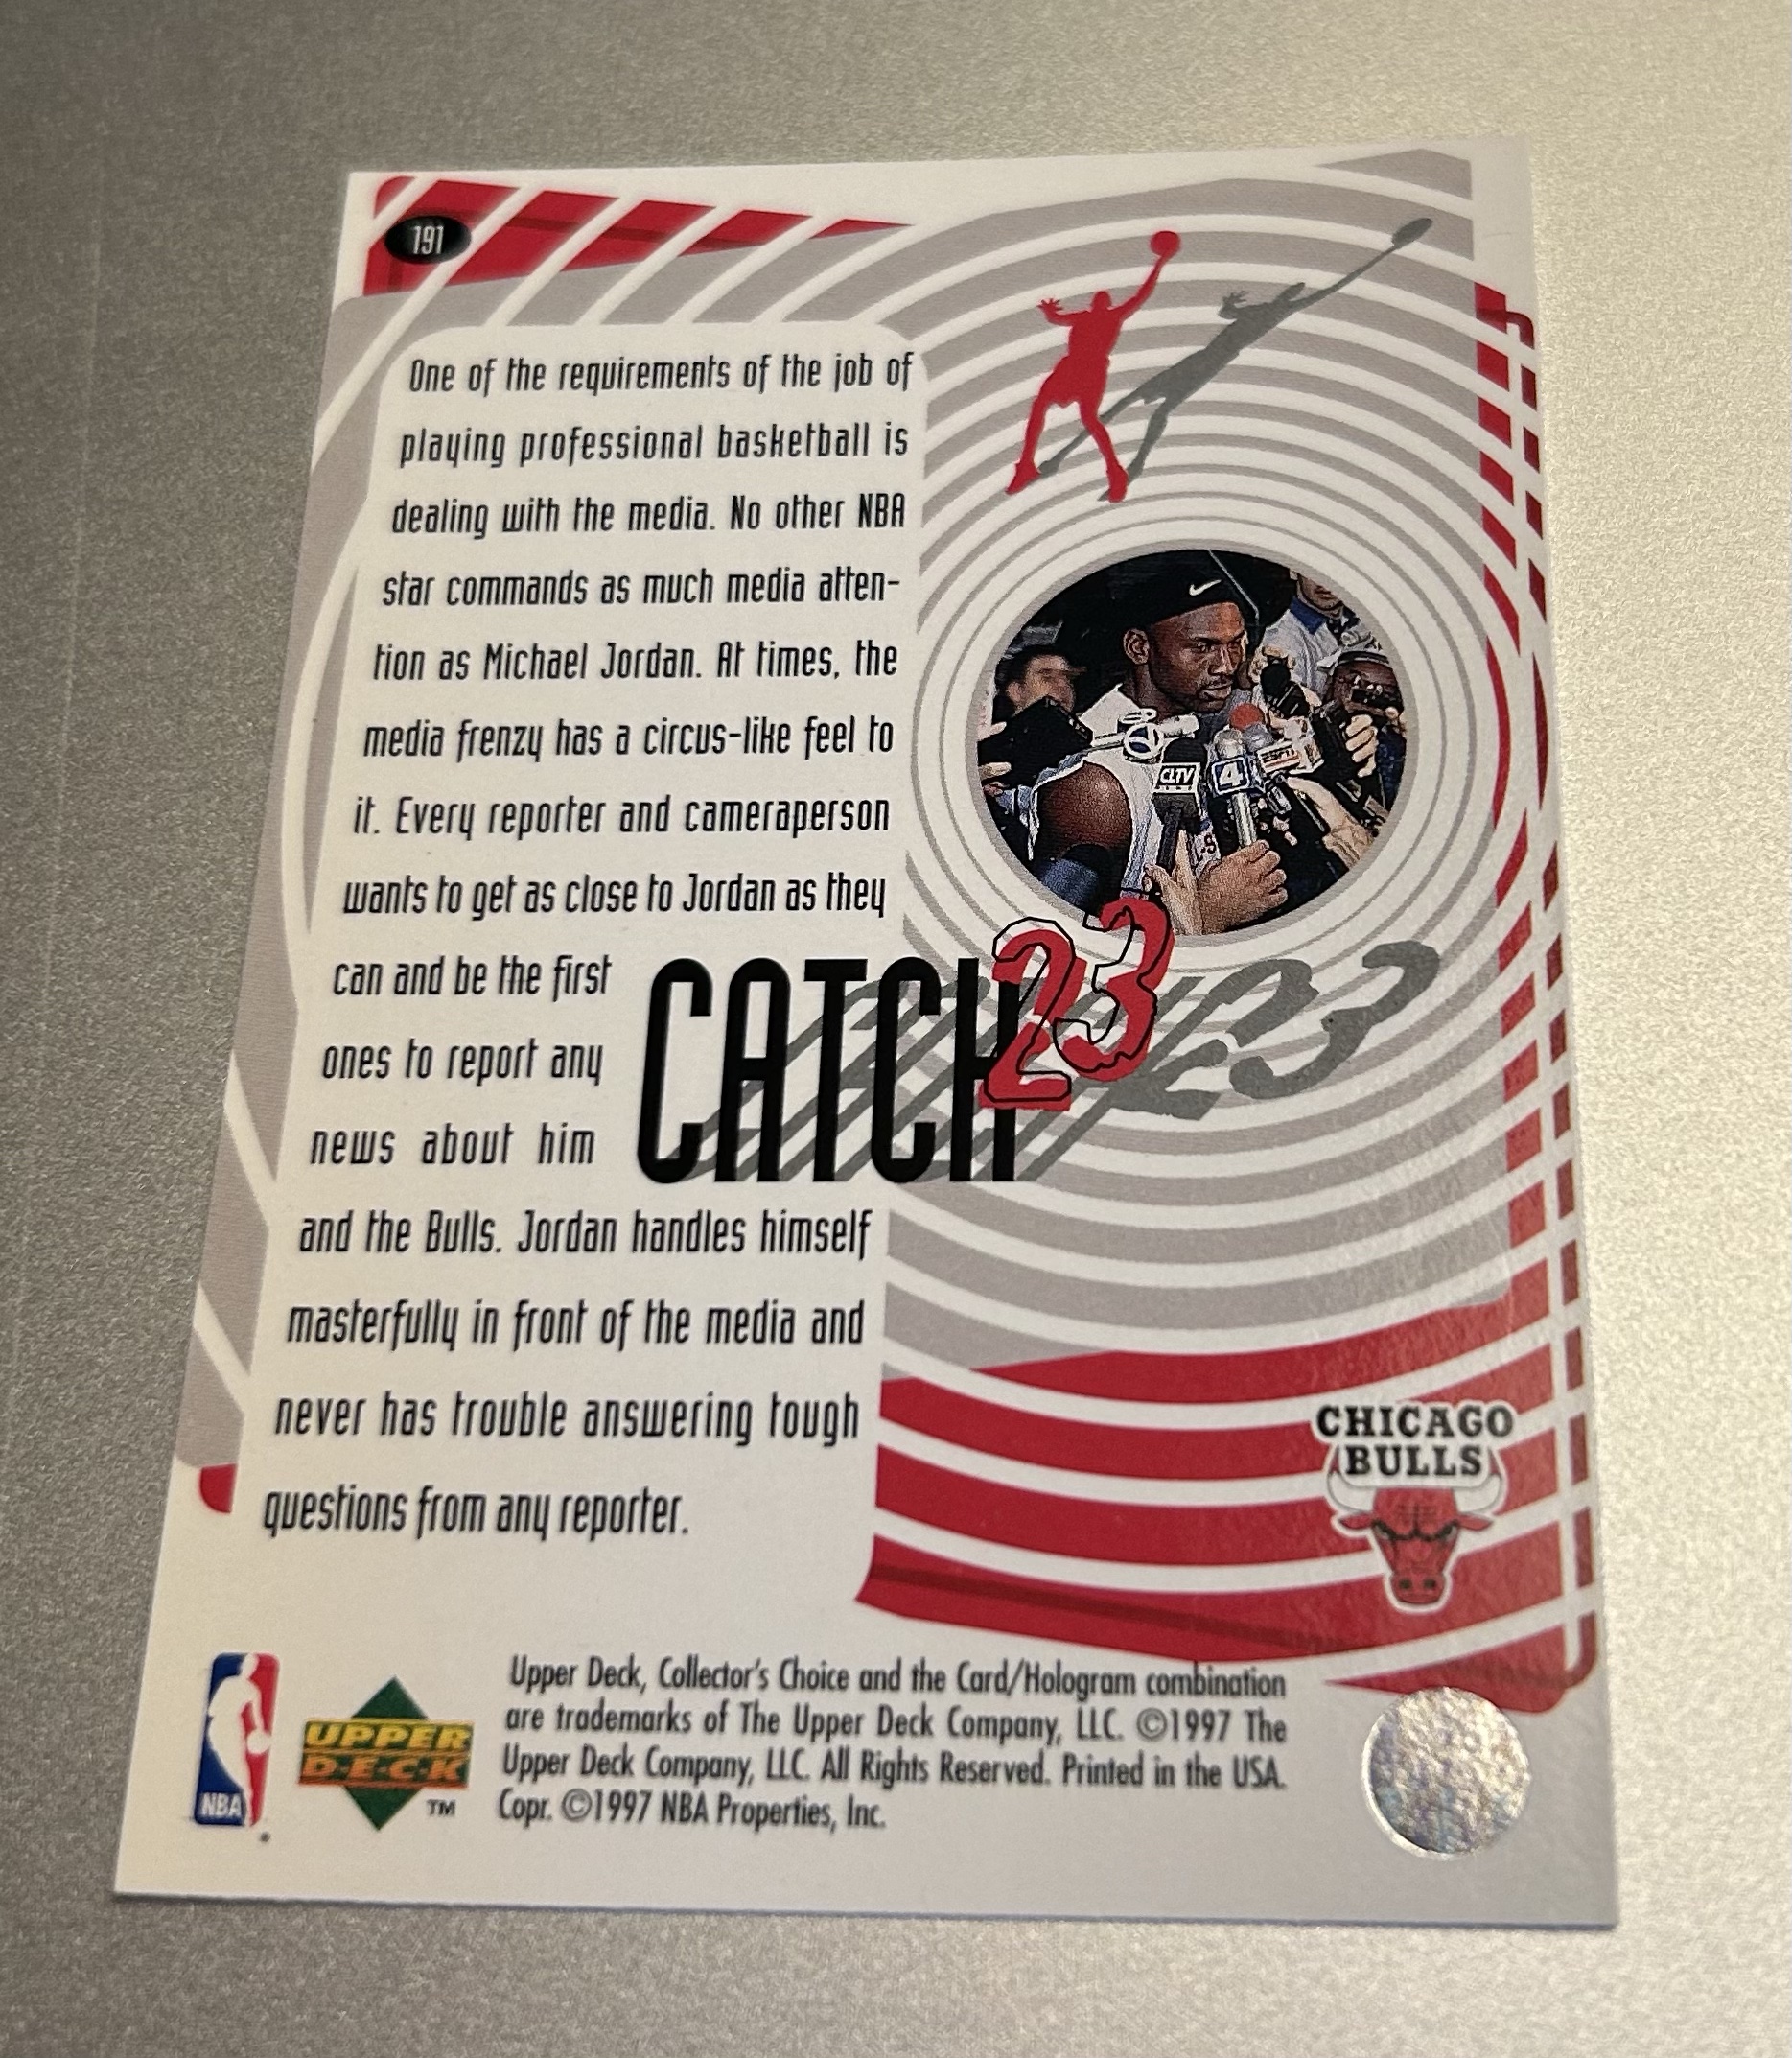 191
One of the requirements of the job of
playing professional basketball is
dealing with the media. No other NBA
star commands as much media atten-
tion as Michael Jordan. At times, the
media frenzy has a circus-like feel to
it. Every reporter and cameraperson
wants to get as close to Jordan as they
can and be the first
ones to report any
news about him
and the Bulls. Jordan handles himself
masterfully in front of the media and
never has trouble answering tough
questions from any reporter.
CLTV
4
ESPN
CATCH 23
23
CHICAGO
BULLS
NBA
UPPER
D·E·C·K
™
Upper Deck, Collector's Choice and the Card/Hologram combination
are trademarks of The Upper Deck Company, LLC. ©1997 The
Upper Deck Company, LLC. All Rights Reserved. Printed in the USA.
Copr. ©1997 NBA Properties, Inc.